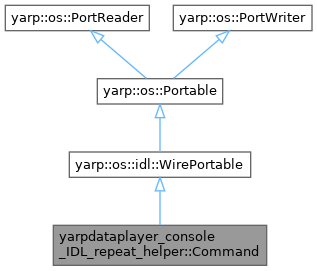 yarp::os::PortReader
yarp::os::PortWriter
yarp::os::Portable
yarp::os::idl::WirePortable
yarpdataplayer_console
_IDL_repeat_helper::Command